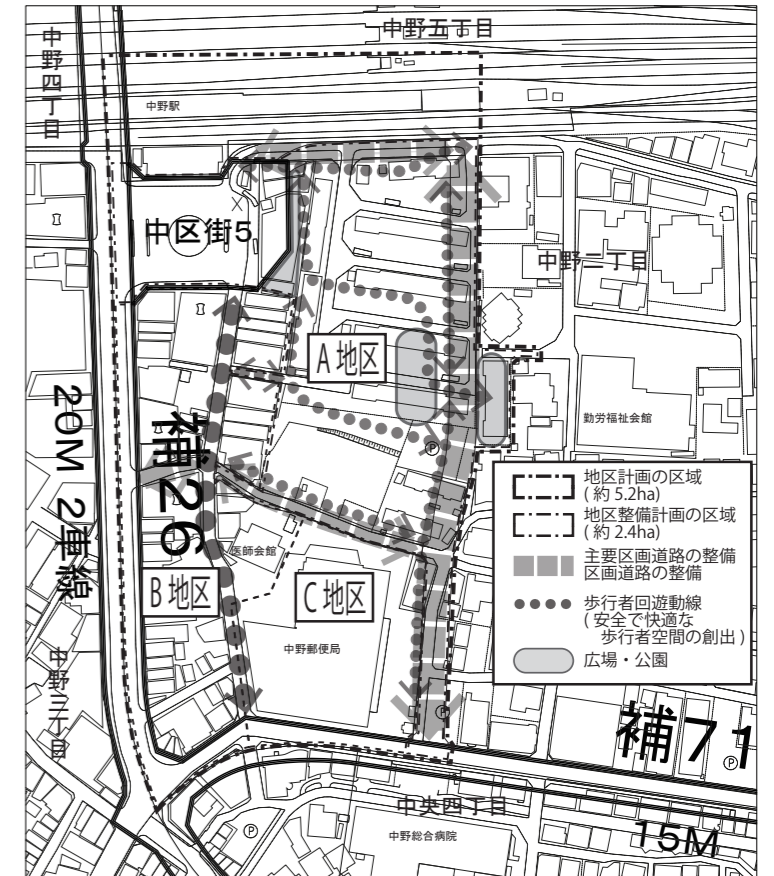 中野五丁目
中野四丁目
中野駅
中区街5
中野二丁目
A地区
勤労福祉会館
20M 2車線
補26
地区計画の区域
(約5.2ha)
地区整備計画の区域
(約2.4ha)
主要区画道路の整備
区画道路の整備
歩行者回遊動線
(安全で快適な
歩行者空間の創出)
広場・公園
医師会館
B地区
C地区
中野郵便局
中野三丁目
補71
中央四丁目
15M
中野総合病院
P
P
P
P
P